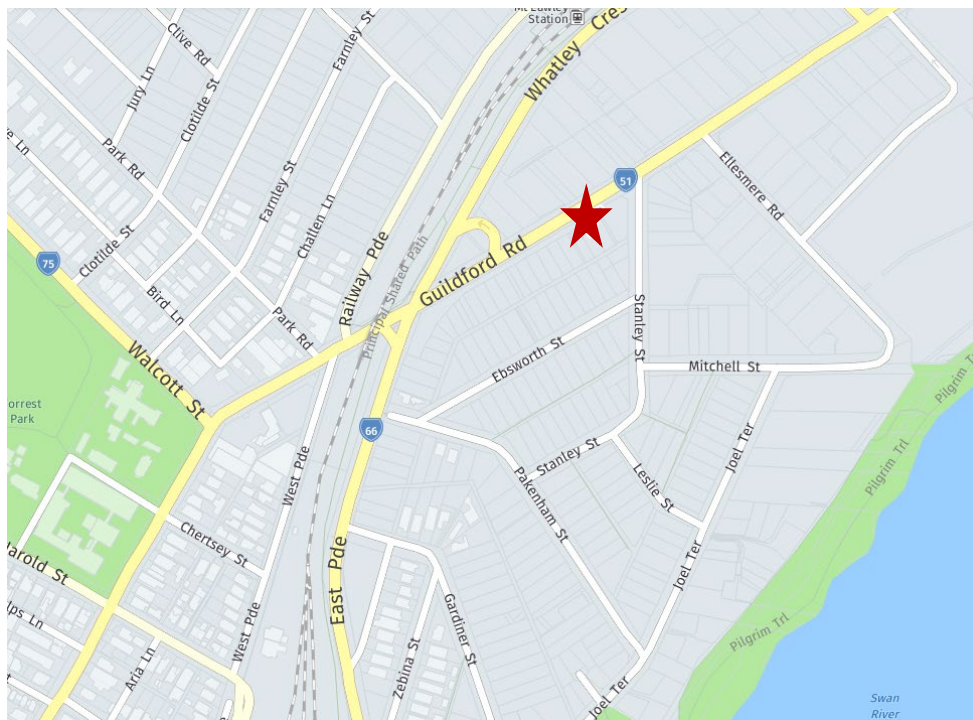 Mt Lawley
Station
Whatley Cres
Clive Rd
Farnley St
Jury Ln
Clotilde St
Park Rd
Ellesmere Rd
51
Farnley St
Challen Ln
Clotilde St
75
Railway Pde
Principal Shared Path
Guildford Rd
Bird Ln
Park Rd
Stanley St
Ebsworth St
Mitchell St
Walcott St
Park
66
Pilgrim
Joel Ter
Stanley St
Pilgrim Trl
West Pde
Leslie St
Pakenham St
Chertsey St
Harold St
East Pde
Joel Ter
Gardiner St
West Pde
Pilgrim Trl
Aria Ln
Zebina St
Joel Ter
Swan
River